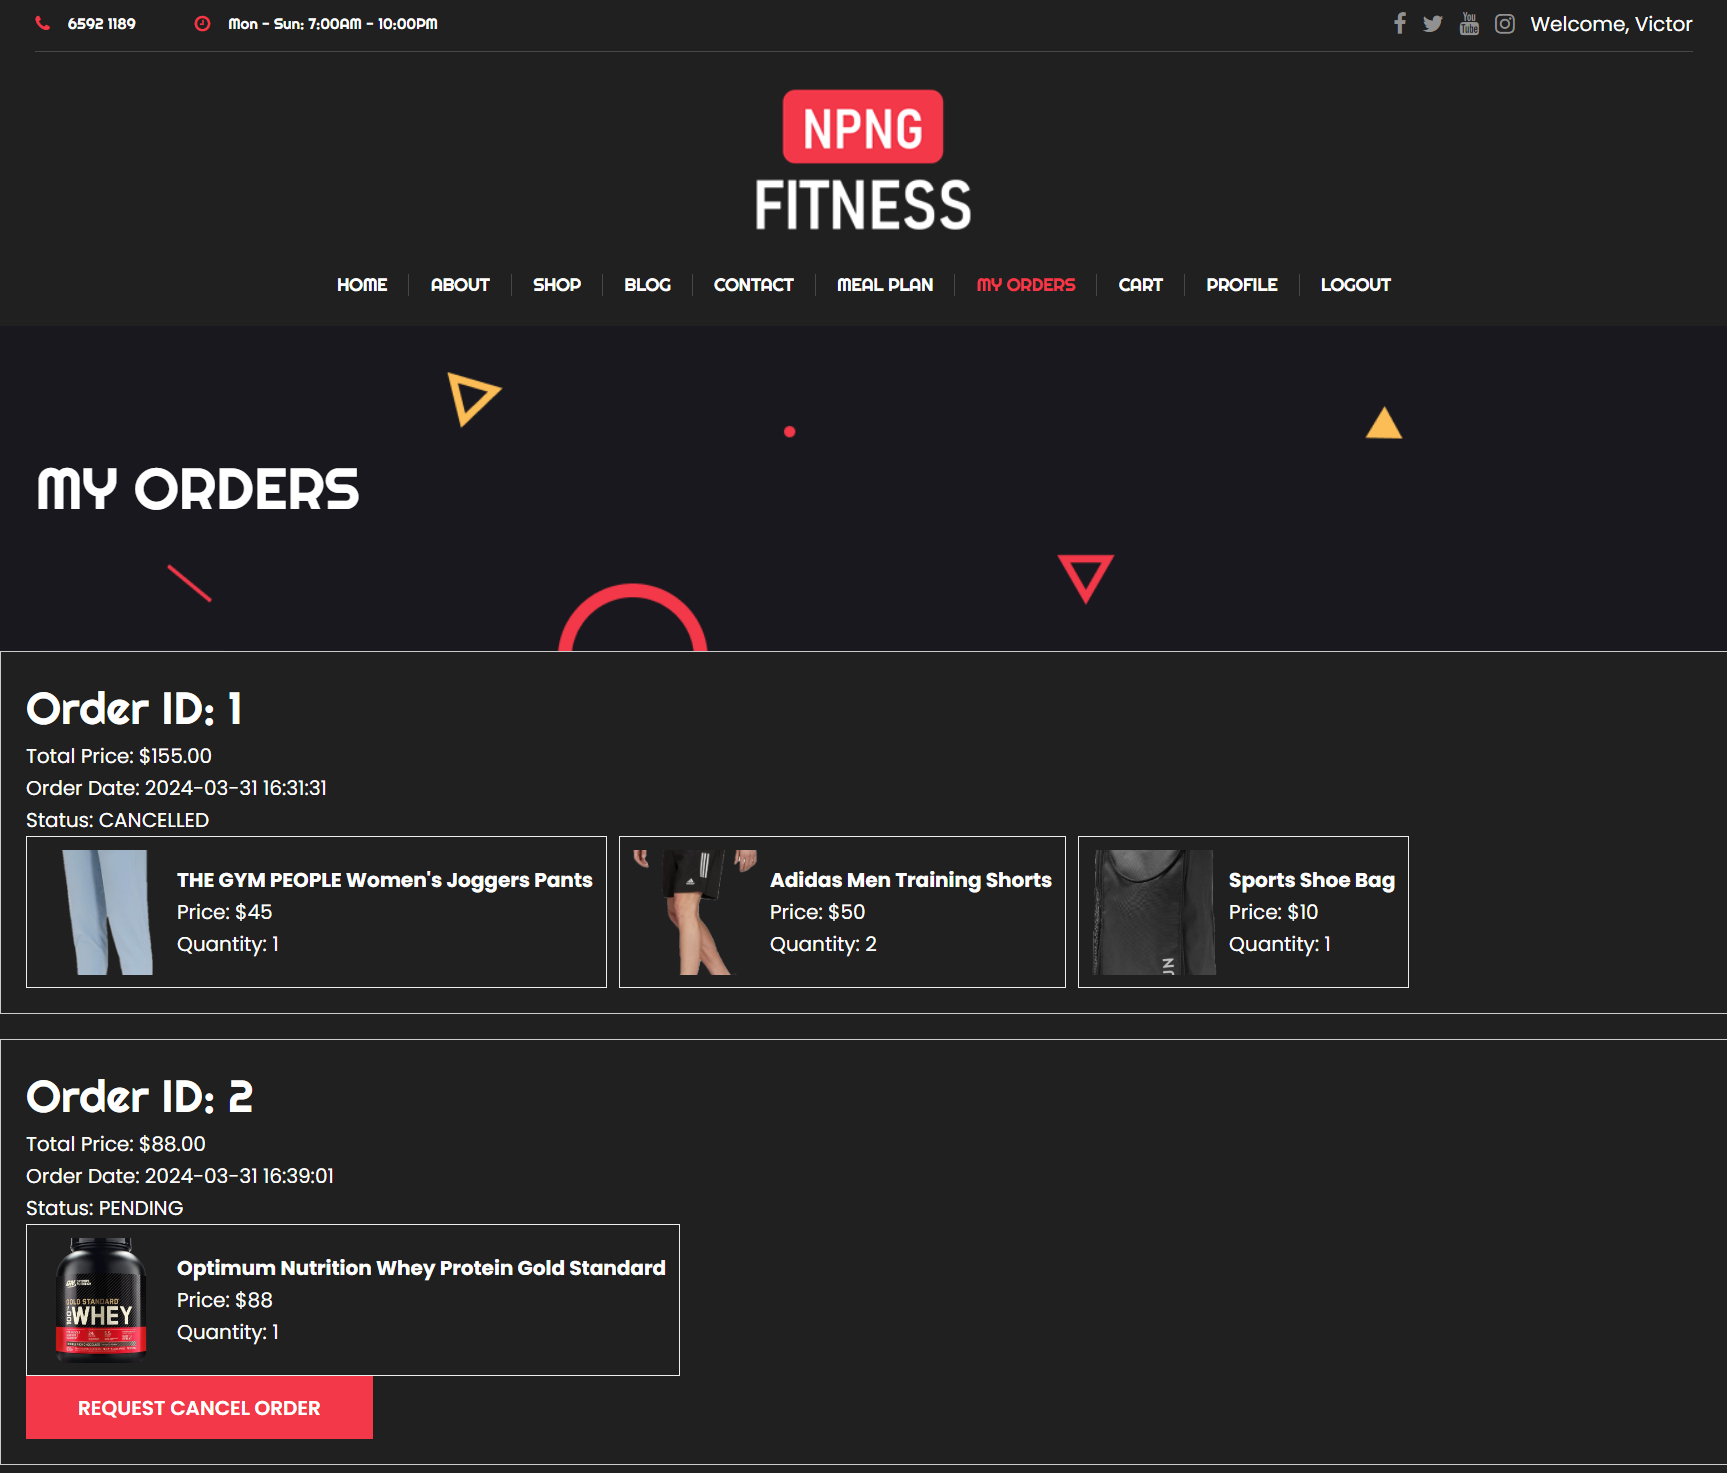 6592 1189
Mon - Sun: 7:00AM - 10:00PM
You Tube
Welcome, Victor
NPNG
FITNESS
HOME
ABOUT
SHOP
BLOG
CONTACT
MEAL PLAN
MY ORDERS
CART
PROFILE
LOGOUT
MY ORDERS
Order ID: 1
Total Price: $155.00
Order Date: 2024-03-31 16:31:31
Status: CANCELLED
THE GYM PEOPLE Women's Joggers Pants
Price: $45
Quantity: 1
Adidas Men Training Shorts
Price: $50
Quantity: 2
Sports Shoe Bag
Price: $10
Quantity: 1
Order ID: 2
Total Price: $88.00
Order Date: 2024-03-31 16:39:01
Status: PENDING
GOLD STANDARD
100% WHEY
Optimum Nutrition Whey Protein Gold Standard
Price: $88
Quantity: 1
REQUEST CANCEL ORDER